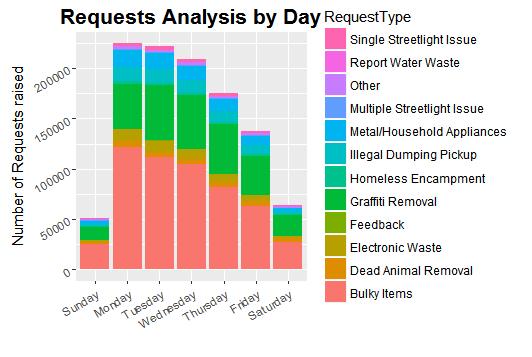 Requests Analysis by Day
Number of Requests raised
200000
150000
100000
50000
0
Sunday
Monday
Tuesday
Wednesday
Thursday
Friday
Saturday
RequestType
Single Streetlight Issue
Report Water Waste
Other
Multiple Streetlight Issue
Metal/Household Appliances
Illegal Dumping Pickup
Homeless Encampment
Graffiti Removal
Feedback
Electronic Waste
Dead Animal Removal
Bulky Items